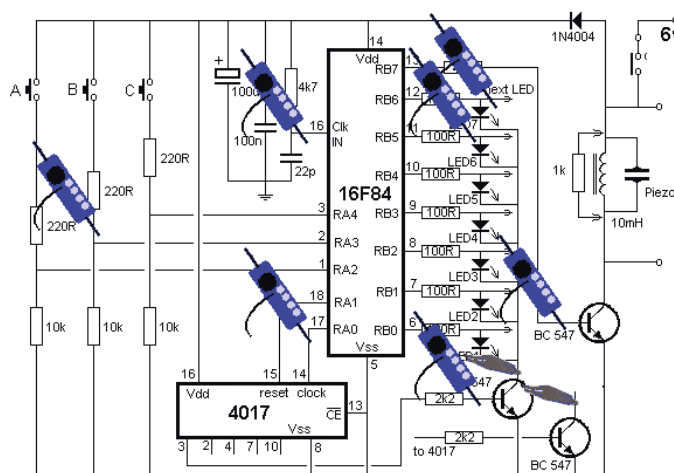 1N4004
6v
A
B
C
220R
220R
220R
10k
10k
10k
+
100n
4k7
22p
16
Clk
IN
14
Vdd
16F84
RB7
13
RB6
12
RB5
11
RB4
10
RB3
9
RB2
8
RB1
7
RB0
6
3
RA4
2
RA3
1
RA2
18
RA1
17
RA0
Vss
5
next LED
100R
100R
100R
100R
100R
100R
LED6
LED5
LED4
LED3
LED2
1k
10mH
Piezo
BC 547
16
15
14
Vdd
reset
clock
4017
CE
13
Vss
3
2
4
7
10
8
2k2
2k2
to 4017
BC 547